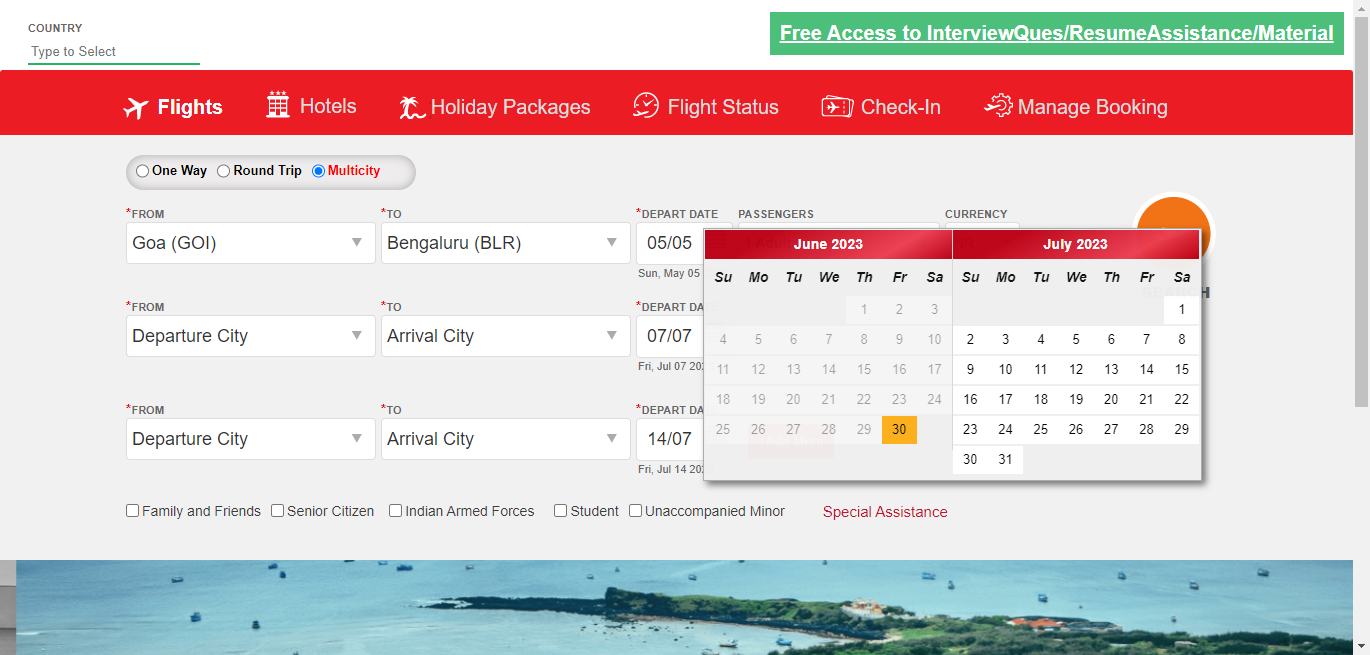 COUNTRY
Type to Select
Free Access to InterviewQues/ResumeAssistance/Material
Flights
Hotels
Holiday Packages
Flight Status
Check-In
Manage Booking
One Way Round Trip Multicity
*FROM *TO *DEPART DATE PASSENGERS CURRENCY
Goa (GOI) Bengaluru (BLR) 05/05
Sun, May 05
*FROM *TO *DEPART DA
Departure City Arrival City 07/07
Fri, Jul 07 202
*FROM *TO *DEPART DA
Departure City Arrival City 14/07
Fri, Jul 14 202
June 2023
Su Mo Tu We Th Fr Sa
1 2 3
4 5 6 7 8 9 10
11 12 13 14 15 16 17
18 19 20 21 22 23 24
25 26 27 28 29 30
July 2023
Su Mo Tu We Th Fr Sa
1
2 3 4 5 6 7 8
9 10 11 12 13 14 15
16 17 18 19 20 21 22
23 24 25 26 27 28 29
30 31
Family and Friends Senior Citizen Indian Armed Forces Student Unaccompanied Minor Special Assistance